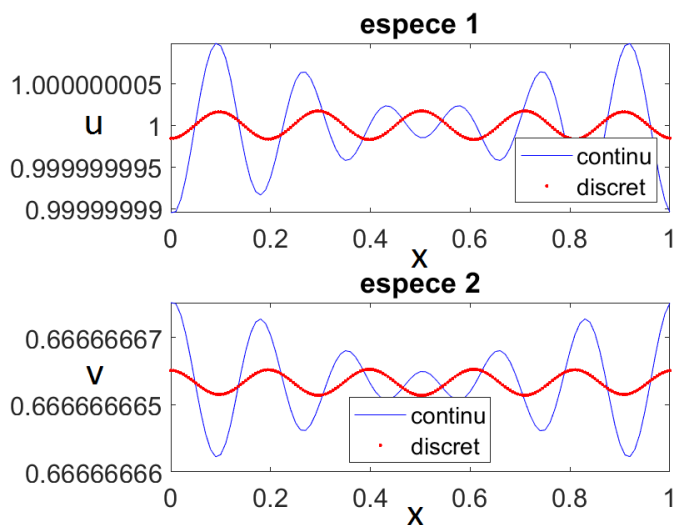 espece 1
1.000000005
1
0.999999995
0.99999999
u
continu
discret
0 0.2 0.4 0.6 0.8 1
x
espece 2
0.66666667
0.666666665
0.66666666
v
continu
discret
0 0.2 0.4 0.6 0.8 1
x